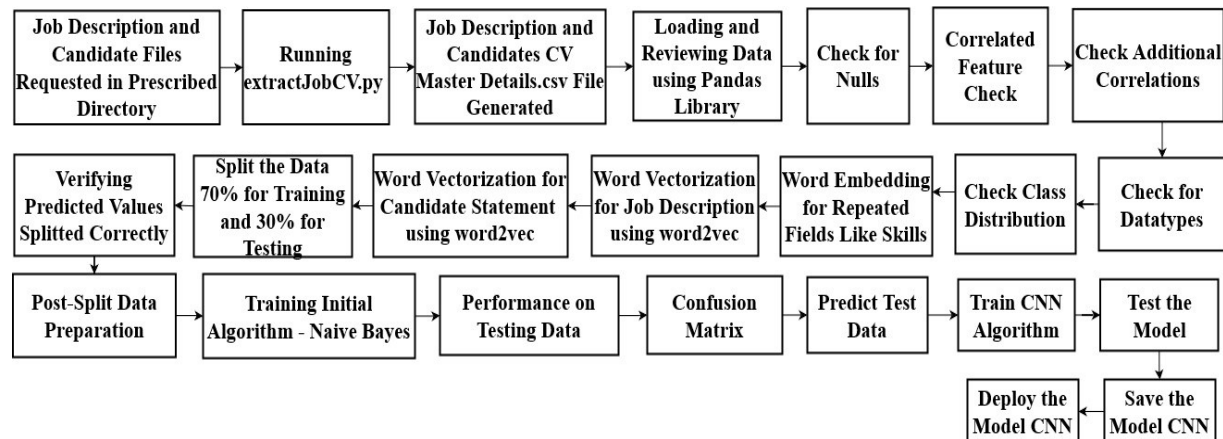 Job Description and
Candidate Files
Requested in Prescribed
Directory
Running
extractJobCV.py
Job Description and
Candidates CV
Master Details.csv File
Generated
Loading and
Reviewing Data
using Pandas
Library
Check for
Nulls
Correlated
Feature
Check
Check Additional
Correlations
Check for
Datatypes
Check Class
Distribution
Word Embedding
for Repeated
Fields Like Skills
Word Vectorization
for Job Description
using word2vec
Word Vectorization for
Candidate Statement
using word2vec
Split the Data
70% for Training
and 30% for
Testing
Verifying
Predicted Values
Splitted Correctly
Post-Split Data
Preparation
Training Initial
Algorithm - Naive Bayes
Performance on
Testing Data
Confusion
Matrix
Predict Test
Data
Train CNN
Algorithm
Test the
Model
Save the
Model CNN
Deploy the
Model CNN